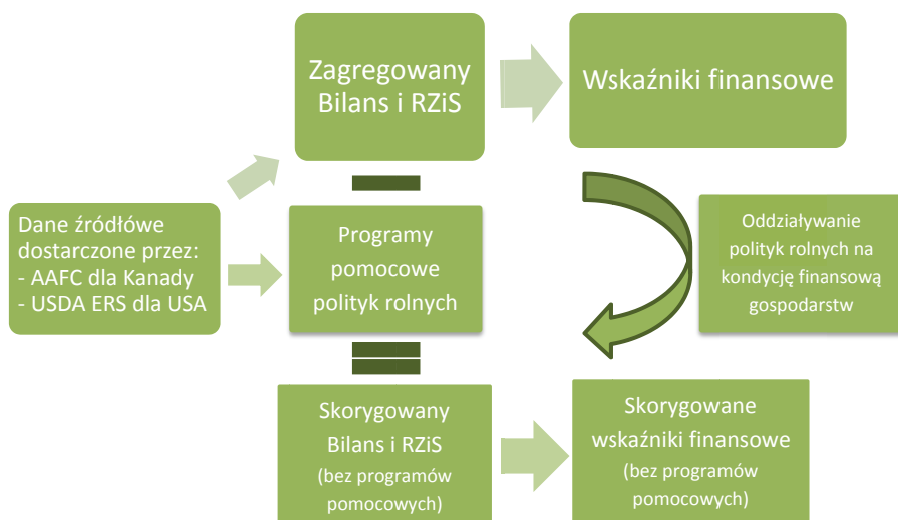 Zagregowany
Bilans i RZiS
Wskaźniki finansowe
Dane źródłówe
dostarczone przez:
- AAFC dla Kanady
- USDA ERS dla USA
Programy
pomocowe
polityk rolnych
Oddziaływanie
polityk rolnych na
kondycję finansową
gospodarstw
Skorygowany
Bilans i RZiS
(bez programów
pomocowych)
Skorygowane
wskaźniki finansowe
(bez programów
pomocowych)